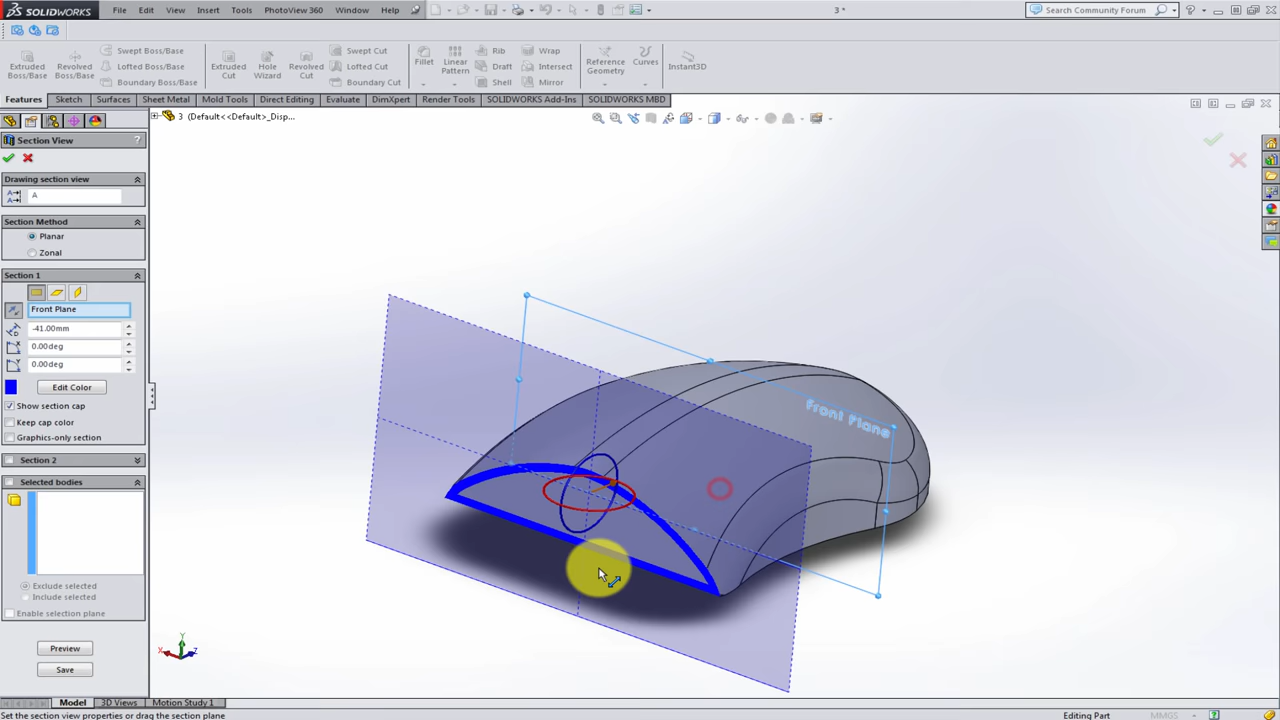 SOLIDWORKS File Edit View Insert Tools PhotoView 360 Window Help 3 * Search Community Forum
Extruded Boss/Base
Revolved Boss/Base
Swept Boss/Base
Lofted Boss/Base
Boundary Boss/Base
Extruded Cut
Hole Wizard
Revolved Cut
Swept Cut
Lofted Cut
Boundary Cut
Fillet
Linear Pattern
Rib
Draft
Shell
Wrap
Intersect
Mirror
Reference Geometry
Curves
Instant3D
Features Sketch Surfaces Sheet Metal Mold Tools Direct Editing Evaluate DimXpert Render Tools SOLIDWORKS Add-Ins SOLIDWORKS MBD
3 (Default<<Default>_Disp...
Section View ?
Drawing section view
A
Section Method
Planar
Zonal
Section 1
Front Plane
-41.00mm
0.00deg
0.00deg
Edit Color
Show section cap
Keep cap color
Graphics-only section
Section 2
Selected bodies
Exclude selected
Include selected
Enable selection plane
Preview
Save
Front Plane
Y
X
Z
Model 3D Views Motion Study 1
Set the section view properties or drag the section plane Editing Part MMGS